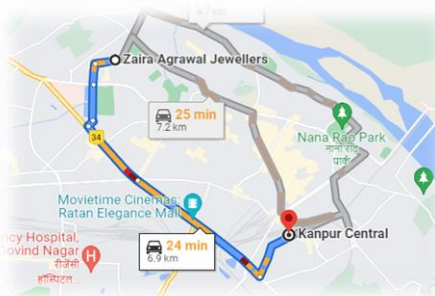 Zaira Agrawal Jewellers
25 min
7.2 km
34
Nana Rao Park
नाना राव
पार्क
Movietime Cinemas:
Ratan Elegance Mall
Kanpur Central
24 min
6.9 km
ncy Hospital,
Govind Nagar
रीजेंसी
हॉस्पिटल...
H